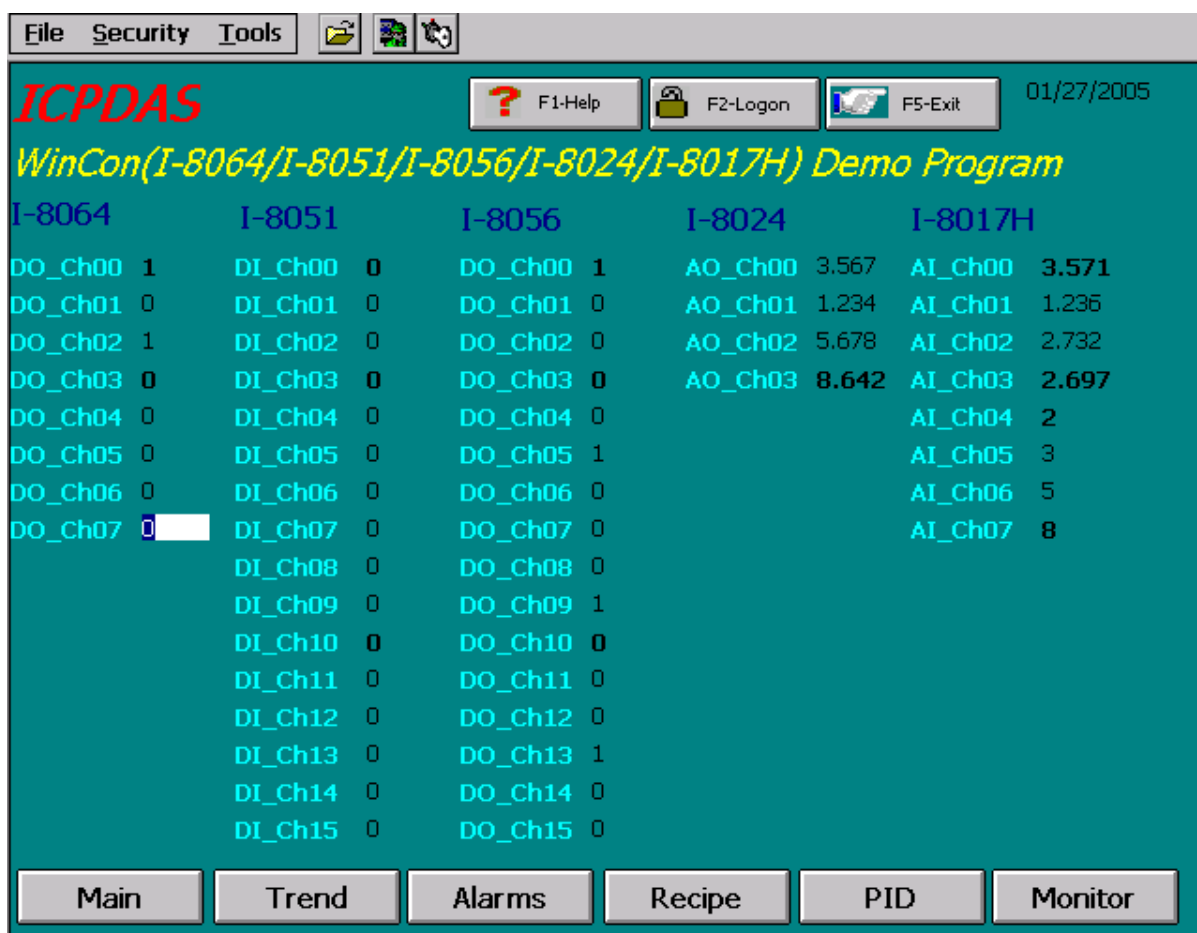 File Security Tools
ICPDAS ? F1-Help F2-Logon F5-Exit 01/27/2005
WinCon(I-8064/I-8051/I-8056/I-8024/I-8017H) Demo Program
I-8064 I-8051 I-8056 I-8024 I-8017H
DO_Ch00 1 DI_Ch00 0 DO_Ch00 1 AO_Ch00 3.567 AI_Ch00 3.571
DO_Ch01 0 DI_Ch01 0 DO_Ch01 0 AO_Ch01 1.234 AI_Ch01 1.236
DO_Ch02 1 DI_Ch02 0 DO_Ch02 0 AO_Ch02 5.678 AI_Ch02 2.732
DO_Ch03 0 DI_Ch03 0 DO_Ch03 0 AO_Ch03 8.642 AI_Ch03 2.697
DO_Ch04 0 DI_Ch04 0 DO_Ch04 0 AI_Ch04 2
DO_Ch05 0 DI_Ch05 0 DO_Ch05 1 AI_Ch05 3
DO_Ch06 0 DI_Ch06 0 DO_Ch06 0 AI_Ch06 5
DO_Ch07 0 DI_Ch07 0 DO_Ch07 0 AI_Ch07 8
DI_Ch08 0 DO_Ch08 0
DI_Ch09 0 DO_Ch09 1
DI_Ch10 0 DO_Ch10 0
DI_Ch11 0 DO_Ch11 0
DI_Ch12 0 DO_Ch12 0
DI_Ch13 0 DO_Ch13 1
DI_Ch14 0 DO_Ch14 0
DI_Ch15 0 DO_Ch15 0
Main Trend Alarms Recipe PID Monitor